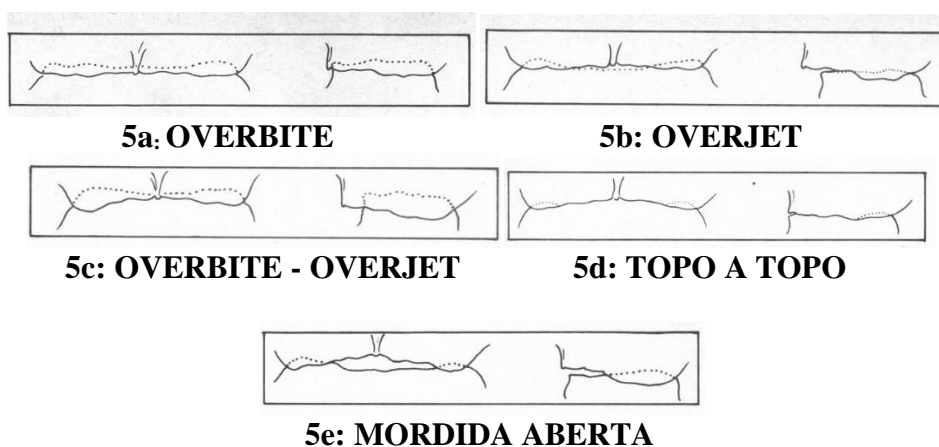 5a: OVERBITE
5b: OVERJET
5c: OVERBITE - OVERJET
5d: TOPO A TOPO
5e: MORDIDA ABERTA